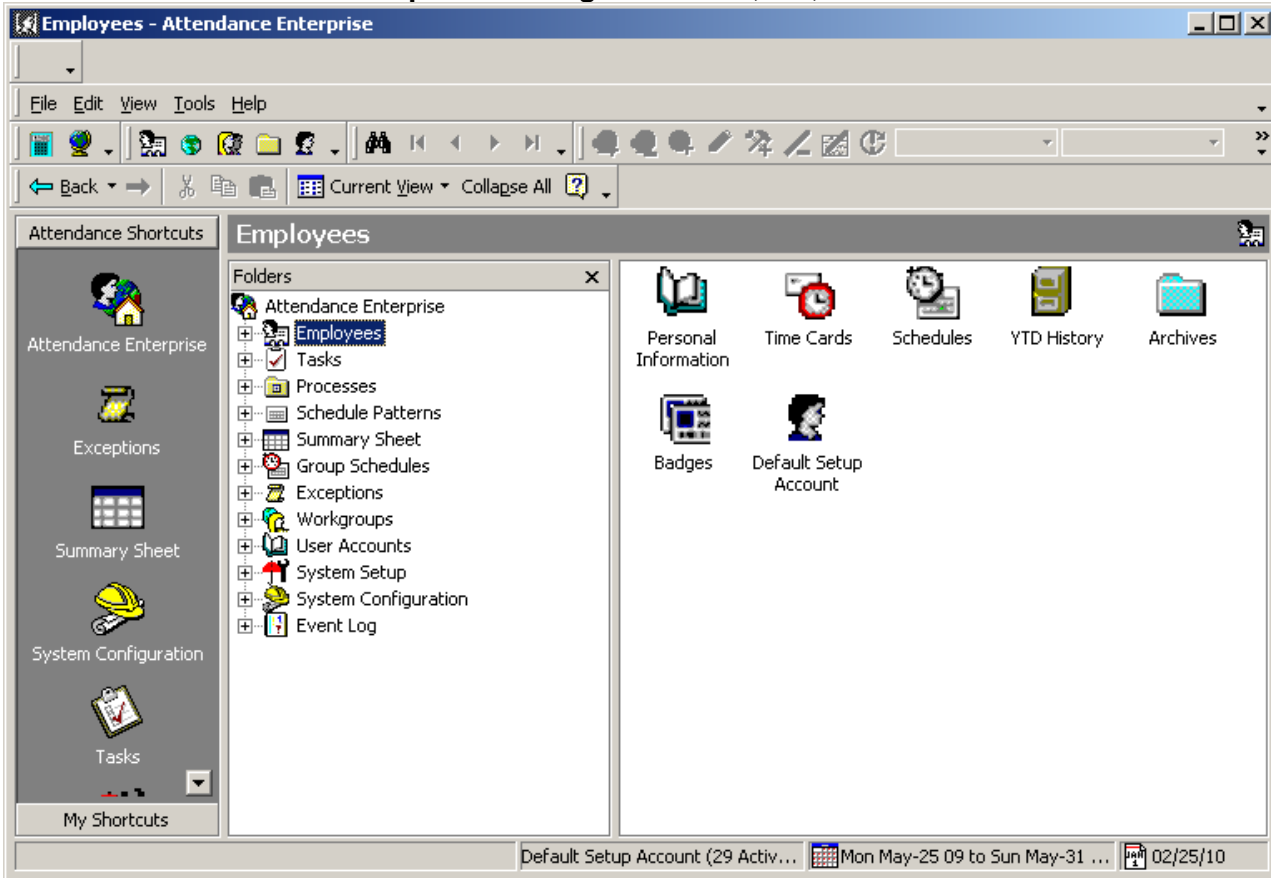 Employees - Attendance Enterprise
File Edit View Tools Help
Back Current View Collapse All
Attendance Shortcuts
Employees
Attendance Enterprise
Exceptions
Summary Sheet
System Configuration
Tasks
My Shortcuts
Folders
Attendance Enterprise
Employees
Tasks
Processes
Schedule Patterns
Summary Sheet
Group Schedules
Exceptions
Workgroups
User Accounts
System Setup
System Configuration
Event Log
Personal
Information
Time Cards
Schedules
YTD History
Archives
Badges
Default Setup
Account
Default Setup Account (29 Activ... Mon May-25 09 to Sun May-31 ... 02/25/10